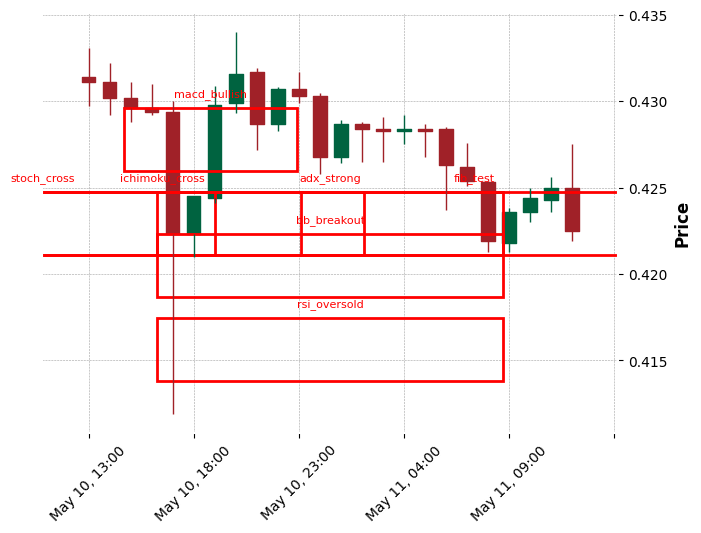 0.435
macd_bullish
0.430
stoch_cross
ichimoku_cross
adx_strong
fib_test
0.425
bb_breakout
Price
0.420
rsi_oversold
0.415
May 10, 13:00
May 10, 18:00
May 10, 23:00
May 11, 04:00
May 11, 09:00